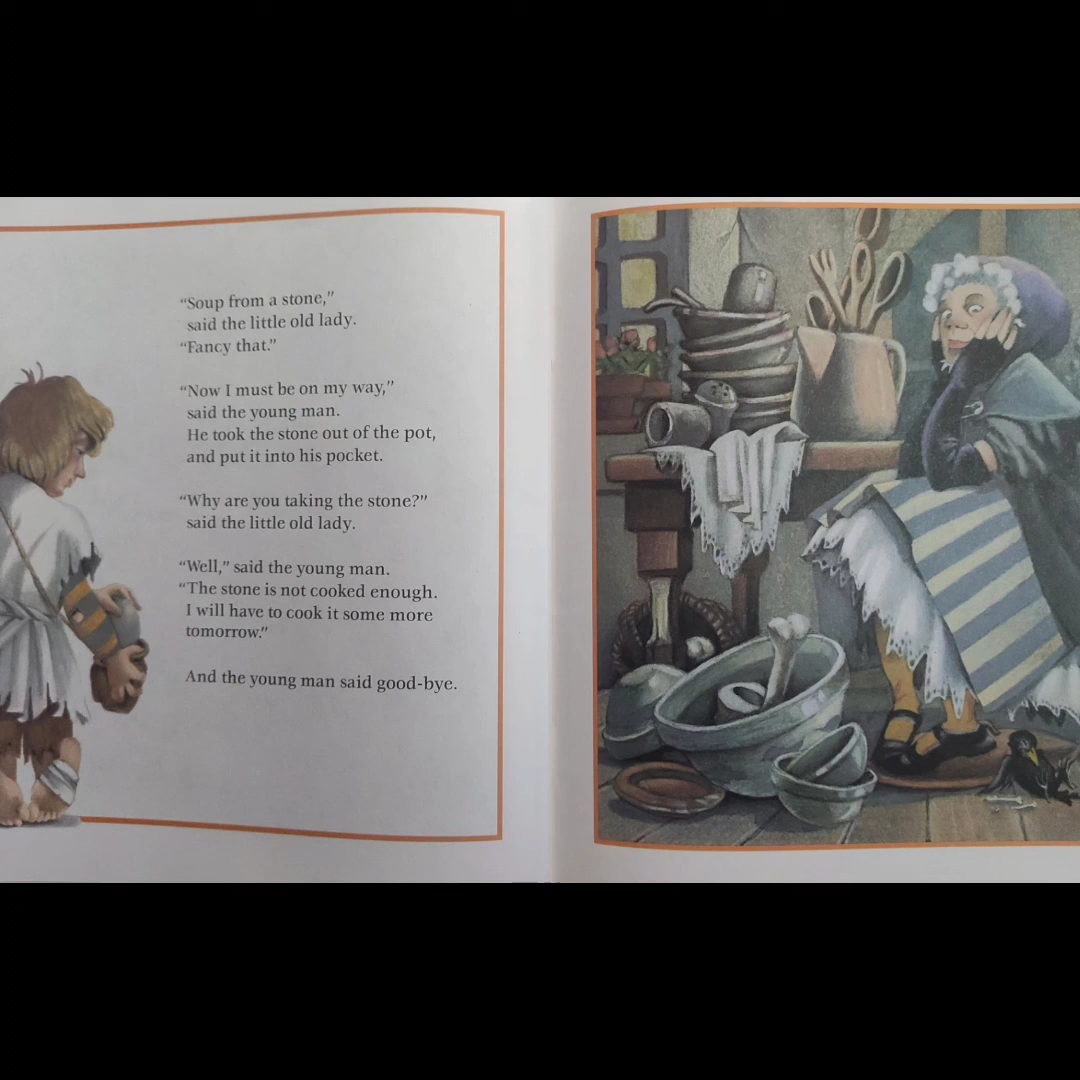 “Soup from a stone,”
said the little old lady.
“Fancy that.”
“Now I must be on my way,”
said the young man.
He took the stone out of the pot,
and put it into his pocket.
“Why are you taking the stone?”
said the little old lady.
“Well,” said the young man.
“The stone is not cooked enough.
I will have to cook it some more
tomorrow.”
And the young man said good-bye.